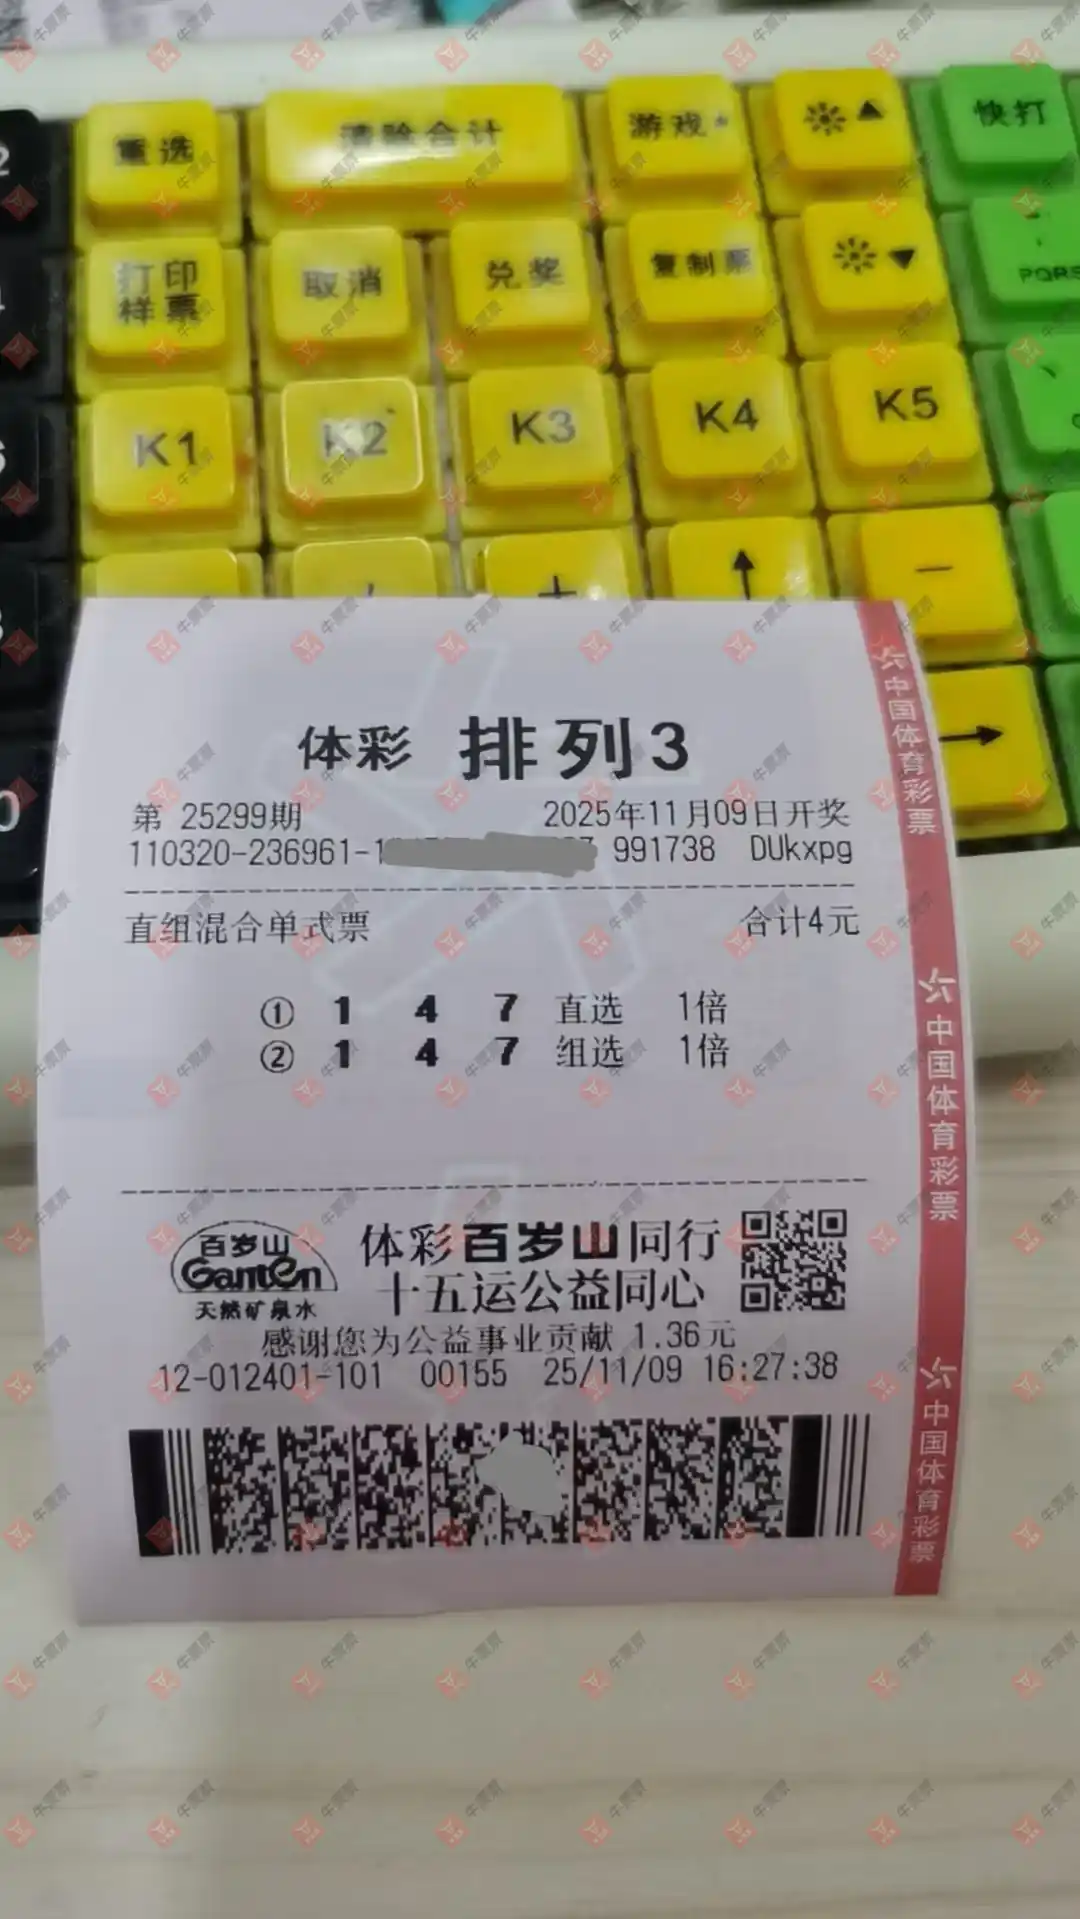 重选 清除合计 游戏 快打
打印样票 取消 兑奖 复制票 PQRS
K1 K2 K3 K4 K5
体彩 排列3
第 25299期 2025年11月09日开奖
110320-236961-1 991738 DUkxpg
直组混合单式票 合计4元
① 1 4 7 直选 1倍
② 1 4 7 组选 1倍
百岁山
Ganten
天然矿泉水
体彩百岁山同行
十五运公益同心
感谢您为公益事业贡献 1.36元
12-012401-101 00155 25/11/09 16:27:38
中国体育彩票
中国体育彩票
中国体育彩票
牛票票